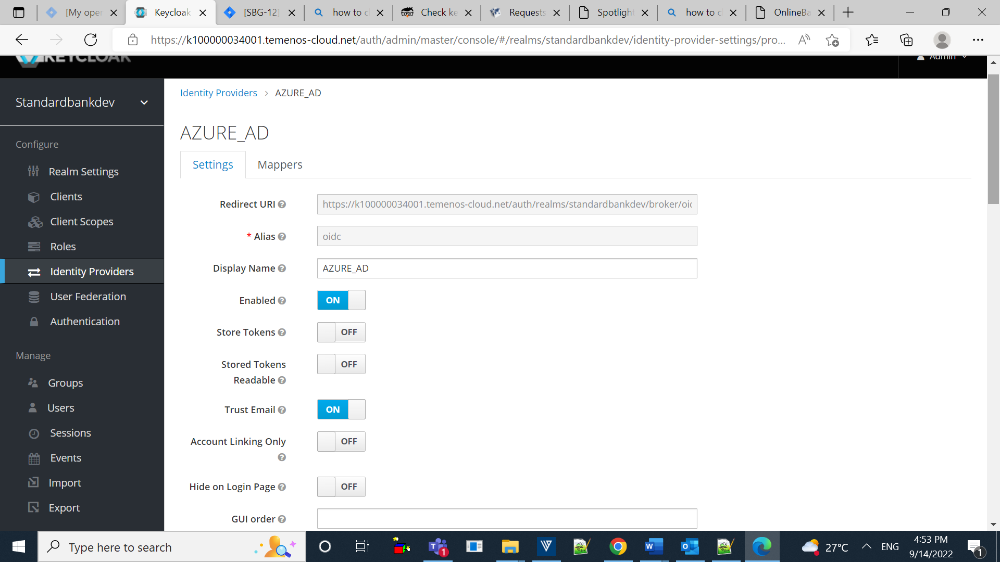 [My oper
Keycloak
[SBG-12]
how to c
Check ke
Requests
Spotlight
how to c
OnlineBa
https://k100000034001.temenos-cloud.net/auth/admin/master/console/#/realms/standardbankdev/identity-provider-settings/pro...
KEYCLOAK
Admin
Standardbankdev
Configure
Realm Settings
Clients
Client Scopes
Roles
Identity Providers
User Federation
Authentication
Manage
Groups
Users
Sessions
Events
Import
Export
Identity Providers > AZURE_AD
AZURE_AD
Settings
Mappers
Redirect URI
https://k100000034001.temenos-cloud.net/auth/realms/standardbankdev/broker/oic
* Alias
oidc
Display Name
AZURE_AD
Enabled
ON
Store Tokens
OFF
Stored Tokens
Readable
OFF
Trust Email
ON
Account Linking Only
OFF
Hide on Login Page
OFF
GUI order
Type here to search
1
27°C
ENG
4:53 PM
9/14/2022
1